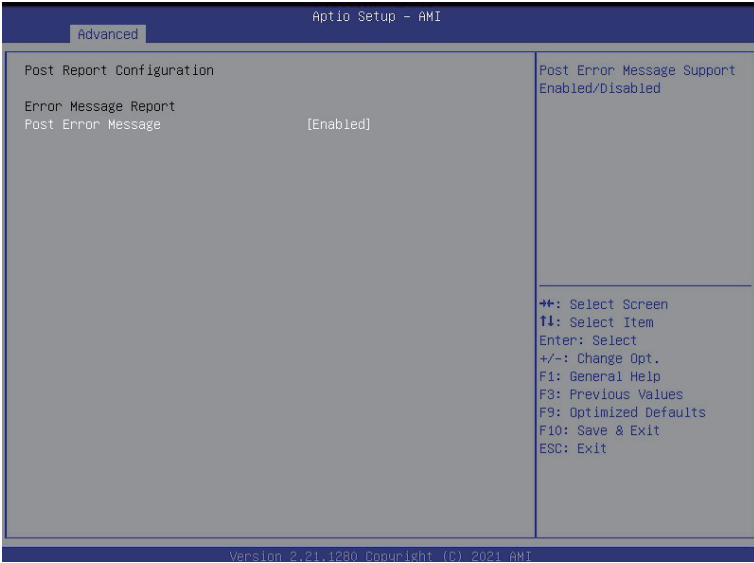 Aptio Setup – AMI
Advanced
Post Report Configuration
Error Message Report
Post Error Message [Enabled]
Post Error Message Support
Enabled/Disabled
→←: Select Screen
↑↓: Select Item
Enter: Select
+/-: Change Opt.
F1: General Help
F3: Previous Values
F9: Optimized Defaults
F10: Save & Exit
ESC: Exit
Version 2.21.1280 Copyright (C) 2021 AMI